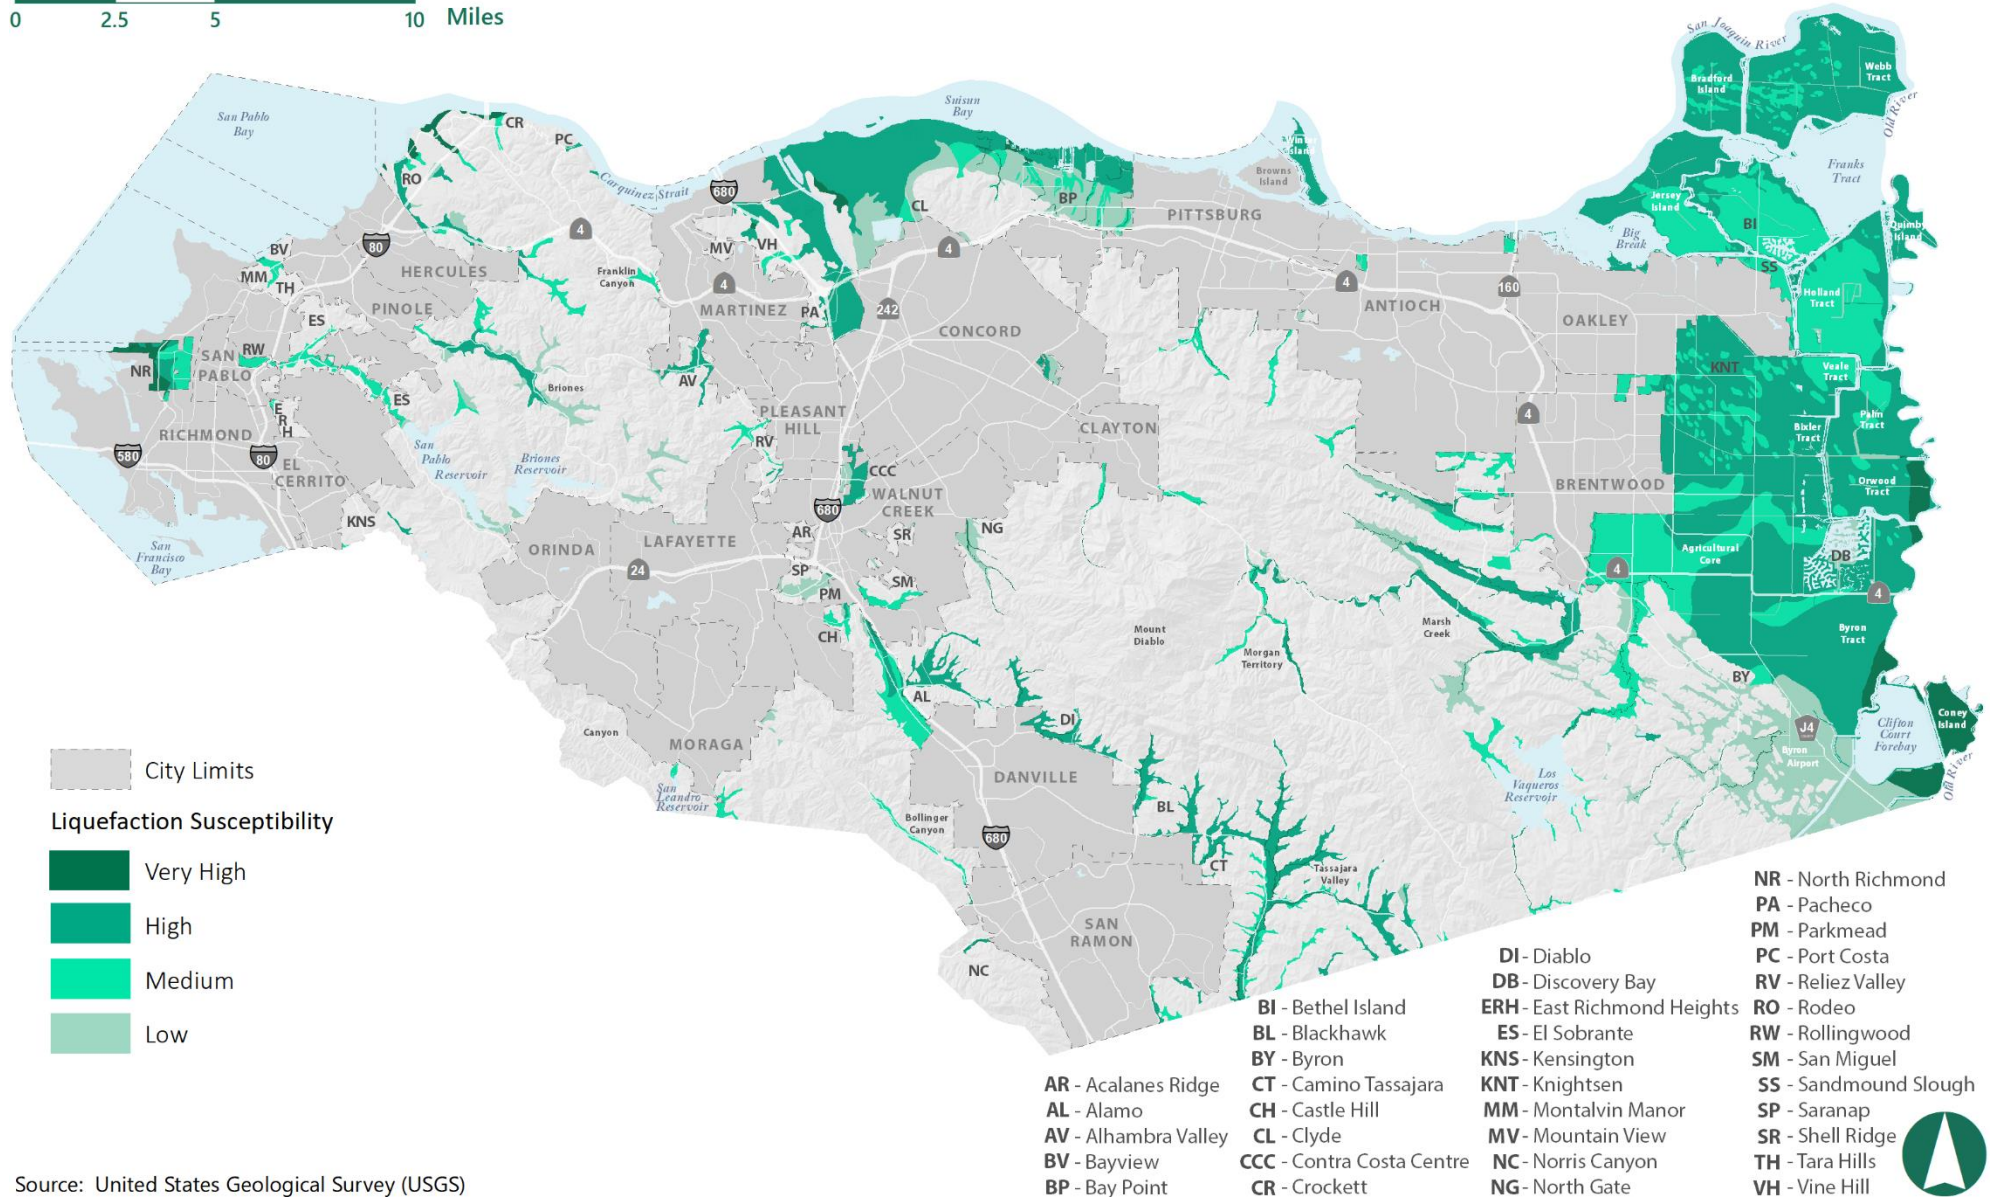 0 2.5 5 10 Miles
San Joaquin River
Bradford
Island
Webb
Tract
Old River
San Pablo
Bay
Suisun
Bay
CR
PC
Winter
Island
Franks
Tract
RO
Carquinez Strait
680
Browns
Island
CL
BP
PITTSBURG
Jersey
Island
BI
Quimby
Island
4
BV
80
MV
VH
4
Big
Break
HERCULES
MM
TH
Franklin
Canyon
SS
4
4
160
Holland
Tract
PINOLE
MARTINEZ
PA
242
ANTIOCH
ES
CONCORD
OAKLEY
RW
SAN
PABLO
NR
KNT
Veale
Tract
Briones
AV
ES
ERH
PLEASANT
HILL
4
Palm
Tract
RICHMOND
RV
CLAYTON
Bixler
Tract
580
80
San
Pablo
Reservoir
Briones
Reservoir
EL
CERRITO
CCC
BRENTWOOD
Orwood
Tract
WALNUT
CREEK
680
KNS
NG
AR
SR
San
Francisco
Bay
ORINDA
LAFAYETTE
Agricultural
Core
DB
24
SP
4
SM
PM
4
CH
Mount
Diablo
Marsh
Creek
Byron
Tract
Morgan
Territory
BY
AL
DI
Coney
Island
Clifton
Court
Forebay
J4
Canyon
MORAGA
Byron
Airport
City Limits
DANVILLE
Los
Vaqueros
Reservoir
Old River
San
Leandro
Reservoir
BL
Liquefaction Susceptibility
Bollinger
Canyon
680
Very High
CT
Tassajara
Valley
High
SAN
RAMON
NC
Medium
Low
AR - Acalanes Ridge
AL - Alamo
AV - Alhambra Valley
BV - Bayview
BP - Bay Point
BI - Bethel Island
BL - Blackhawk
BY - Byron
CT - Camino Tassajara
CH - Castle Hill
CL - Clyde
CCC - Contra Costa Centre
CR - Crockett
DI - Diablo
DB - Discovery Bay
ERH - East Richmond Heights
ES - El Sobrante
KNS - Kensington
KNT - Knightsen
MM - Montalvin Manor
MV - Mountain View
NC - Norris Canyon
NG - North Gate
NR - North Richmond
PA - Pacheco
PM - Parkmead
PC - Port Costa
RV - Reliez Valley
RO - Rodeo
RW - Rollingwood
SM - San Miguel
SS - Sandmound Slough
SP - Saranap
SR - Shell Ridge
TH - Tara Hills
VH - Vine Hill
Source: United States Geological Survey (USGS)